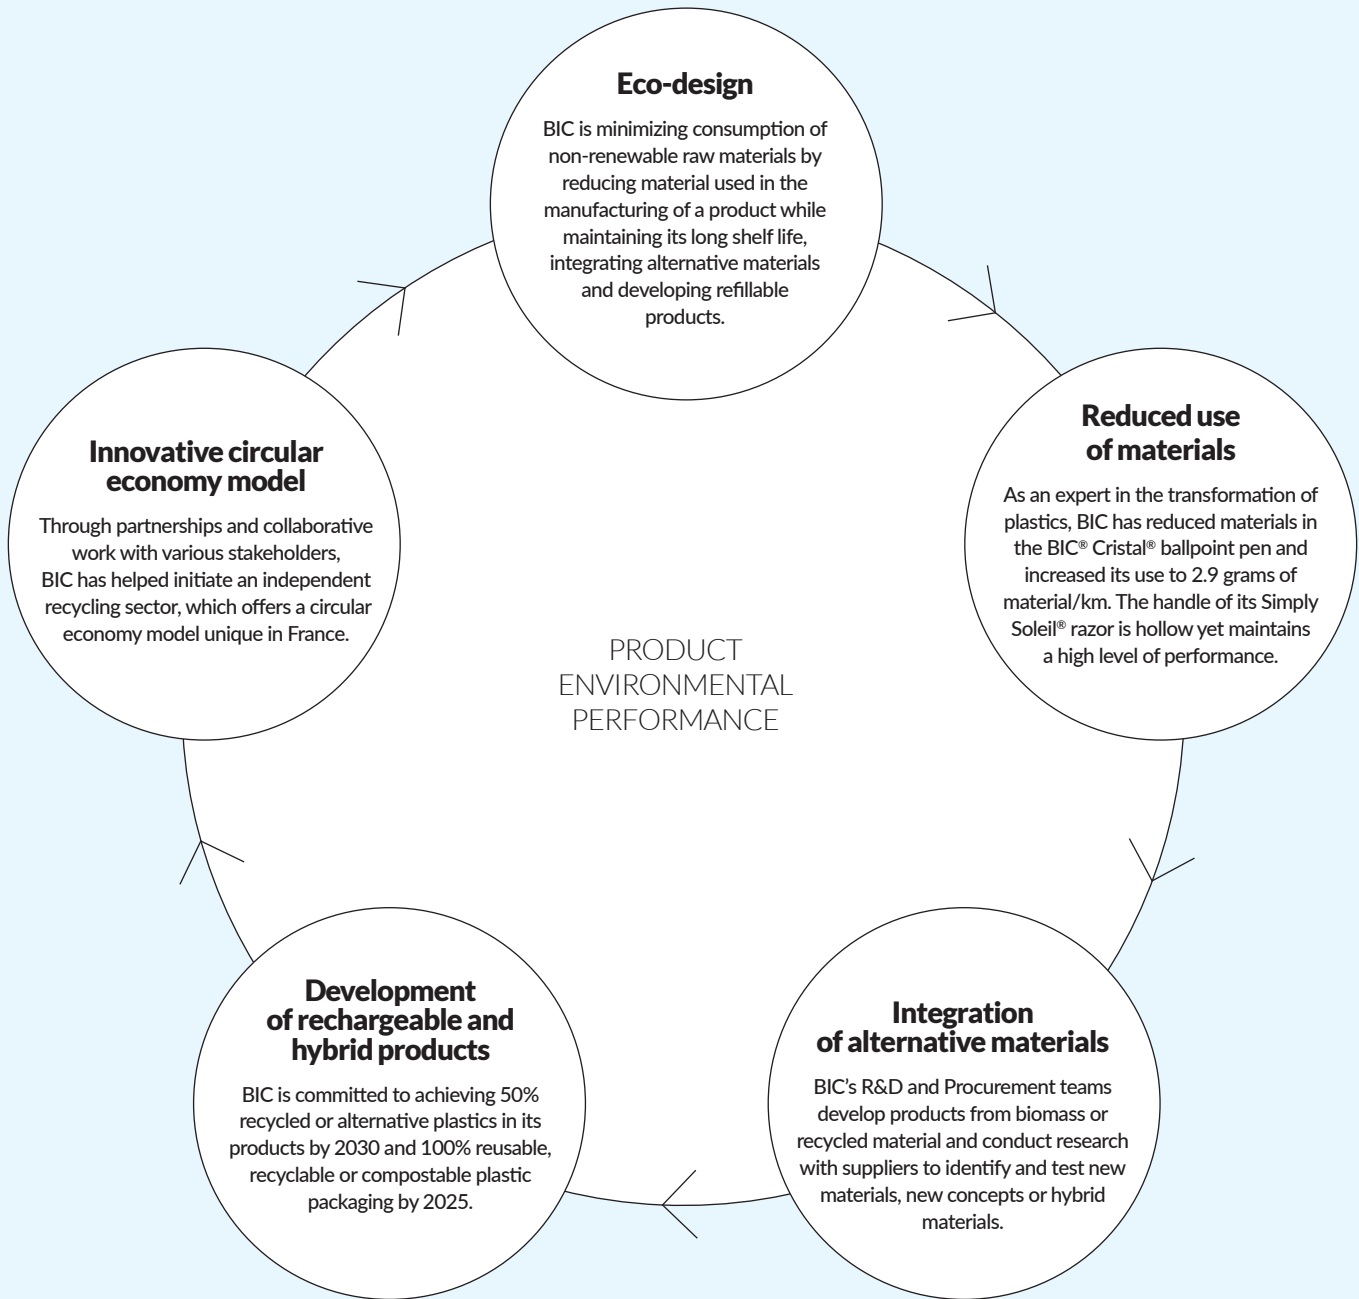 Eco-design
BIC is minimizing consumption of
non-renewable raw materials by
reducing material used in the
manufacturing of a product while
maintaining its long shelf life,
integrating alternative materials
and developing refillable
products.
Reduced use
of materials
As an expert in the transformation of
plastics, BIC has reduced materials in
the BIC® Cristal® ballpoint pen and
increased its use to 2.9 grams of
material/km. The handle of its Simply
Soleil® razor is hollow yet maintains
a high level of performance.
Integration
of alternative materials
BIC’s R&D and Procurement teams
develop products from biomass or
recycled material and conduct research
with suppliers to identify and test new
materials, new concepts or hybrid
materials.
Development
of rechargeable and
hybrid products
BIC is committed to achieving 50%
recycled or alternative plastics in its
products by 2030 and 100% reusable,
recyclable or compostable plastic
packaging by 2025.
Innovative circular
economy model
Through partnerships and collaborative
work with various stakeholders,
BIC has helped initiate an independent
recycling sector, which offers a circular
economy model unique in France.
PRODUCT
ENVIRONMENTAL
PERFORMANCE